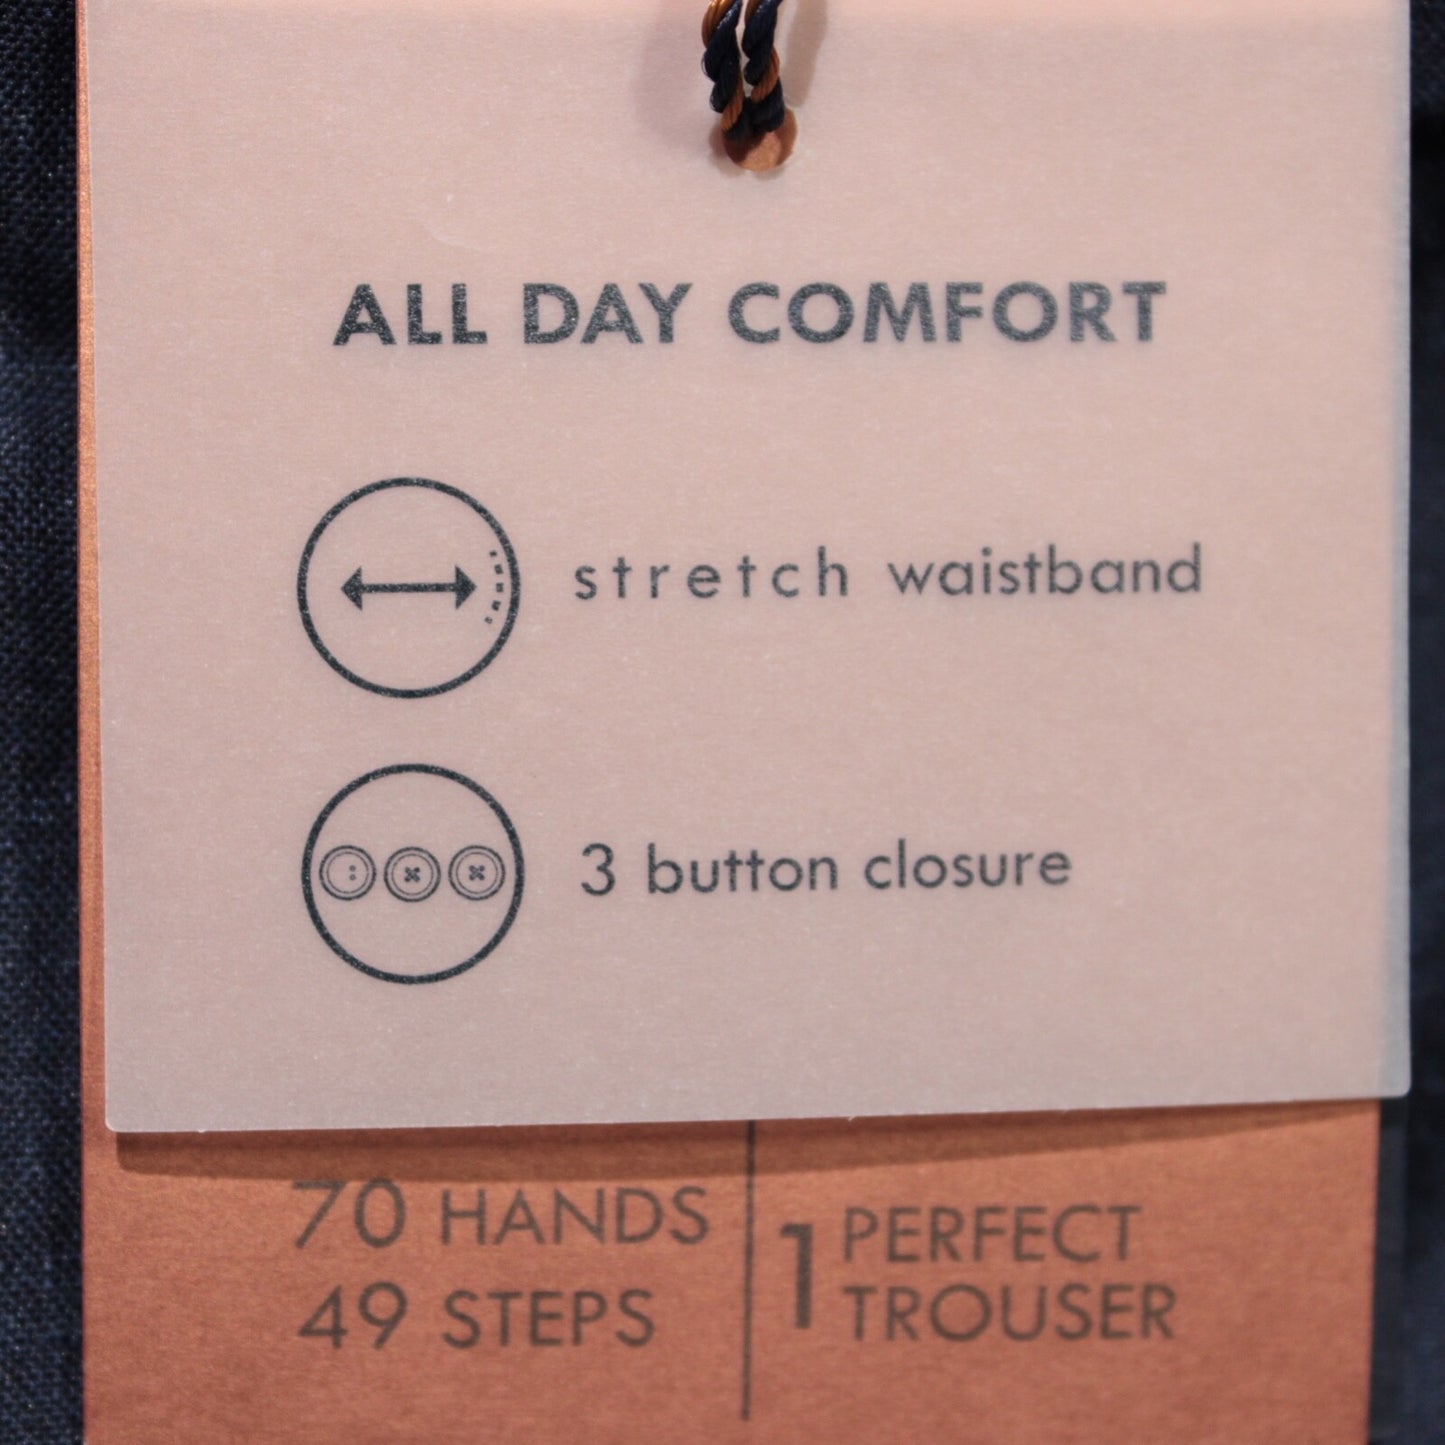 ALL DAY COMFORT
stretch waistband
3 button closure
70 HANDS
49 STEPS
1 PERFECT
TROUSER